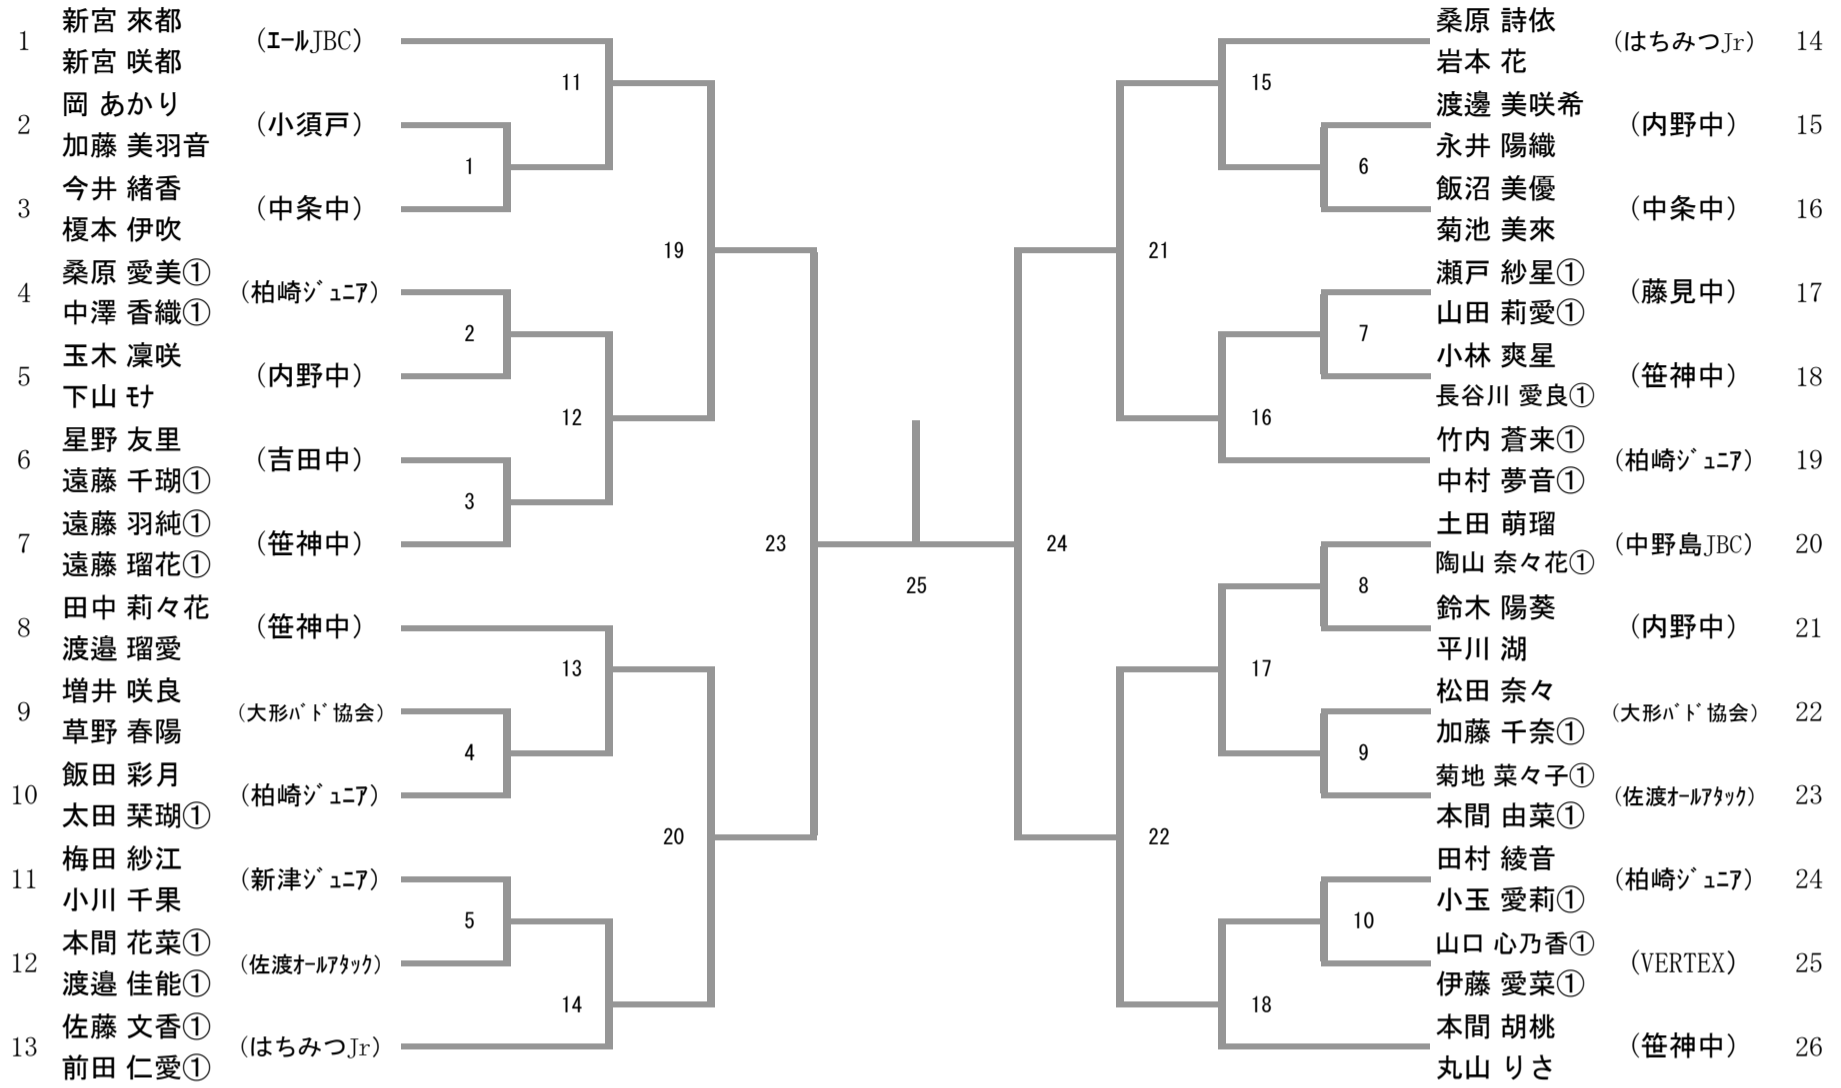 1 新宮 來都 (エールJBC)
新宮 咲都
2 岡 あかり (小須戸)
加藤 美羽音
3 今井 緒香 (中条中)
榎本 伊吹
4 桑原 愛美① (柏崎ｼﾞｭﾆｱ)
中澤 香織①
5 玉木 凜咲 (内野中)
下山 ﾓﾅ
6 星野 友里 (吉田中)
遠藤 千瑚①
7 遠藤 羽純① (笹神中)
遠藤 瑠花①
8 田中 莉々花 (笹神中)
渡邉 瑠愛
9 増井 咲良 (大形ﾊﾞﾄﾞ協会)
草野 春陽
10 飯田 彩月 (柏崎ｼﾞｭﾆｱ)
太田 栞瑚①
11 梅田 紗江 (新津ｼﾞｭﾆｱ)
小川 千果
12 本間 花菜① (佐渡ｵｰﾙｱﾀｯｸ)
渡邉 佳能①
13 佐藤 文香① (はちみつJr)
前田 仁愛①
11
1
19
2
12
3
23
13
4
20
5
14
25
15
6
21
7
16
24
8
17
9
22
10
18
桑原 詩依 (はちみつJr) 14
岩本 花
渡邊 美咲希 (内野中) 15
永井 陽織
飯沼 美優 (中条中) 16
菊池 美來
瀬戸 紗星① (藤見中) 17
山田 莉愛①
小林 爽星 (笹神中) 18
長谷川 愛良①
竹内 蒼来① (柏崎ｼﾞｭﾆｱ) 19
中村 夢音①
土田 萌瑠 (中野島JBC) 20
陶山 奈々花①
鈴木 陽葵 (内野中) 21
平川 湖
松田 奈々 (大形ﾊﾞﾄﾞ協会) 22
加藤 千奈①
菊地 菜々子① (佐渡ｵｰﾙｱﾀｯｸ) 23
本間 由菜①
田村 綾音 (柏崎ｼﾞｭﾆｱ) 24
小玉 愛莉①
山口 心乃香① (VERTEX) 25
伊藤 愛菜①
本間 胡桃 (笹神中) 26
丸山 りさ